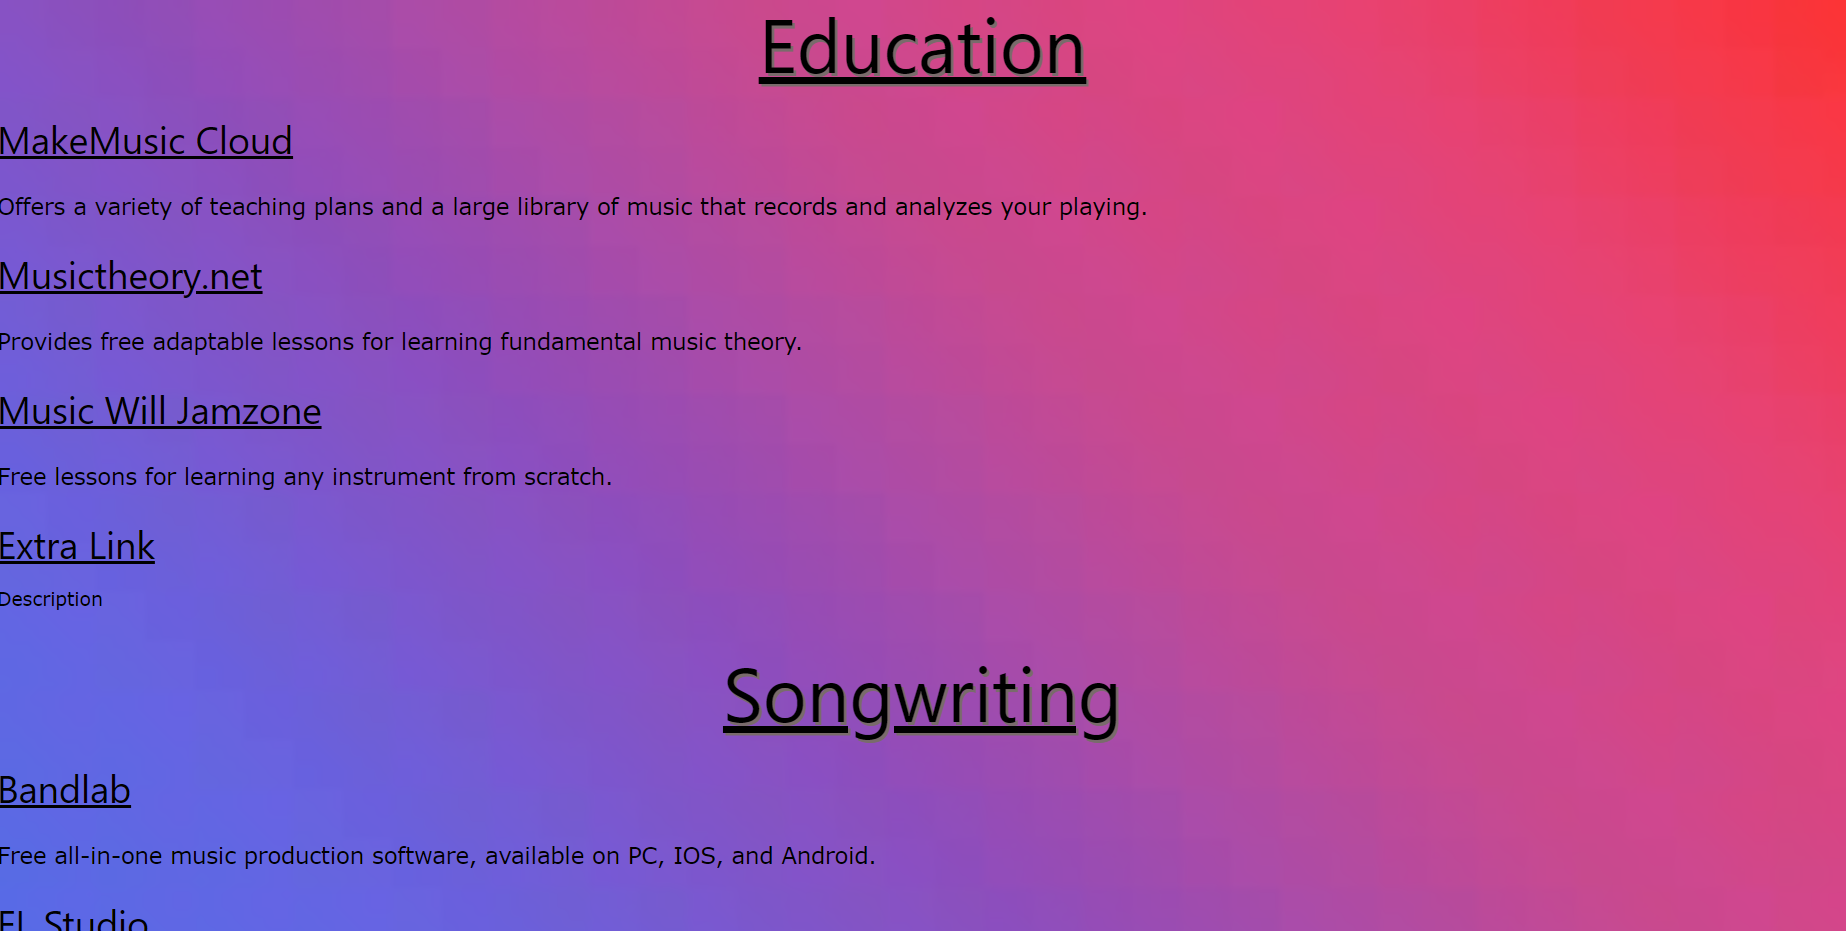 Education
MakeMusic Cloud
Offers a variety of teaching plans and a large library of music that records and analyzes your playing.
Musictheory.net
Provides free adaptable lessons for learning fundamental music theory.
Music Will Jamzone
Free lessons for learning any instrument from scratch.
Extra Link
Description
Songwriting
Bandlab
Free all-in-one music production software, available on PC, IOS, and Android.
FL Studio